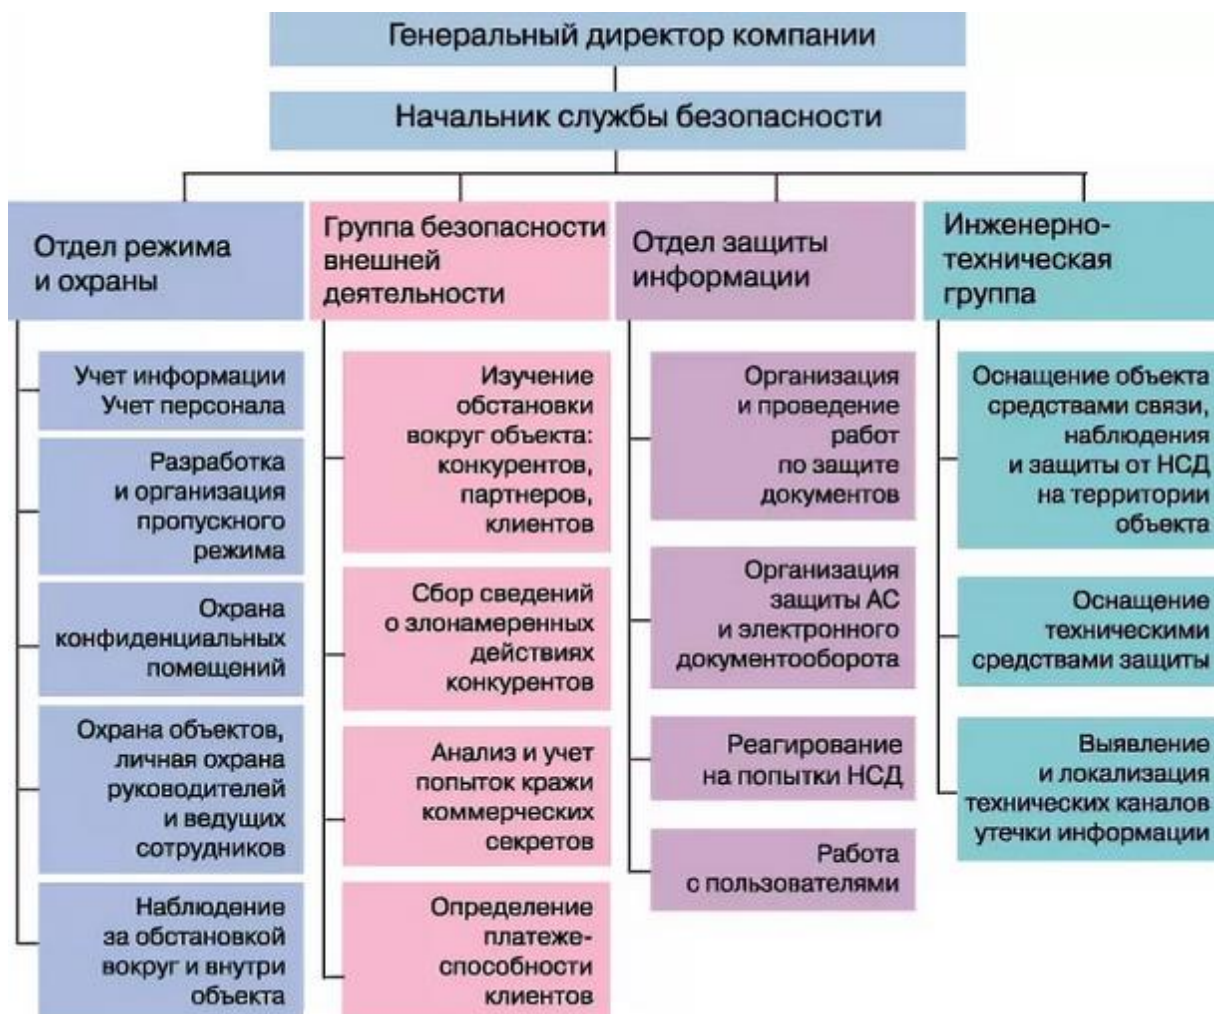 Генеральный директор компании
Начальник службы безопасности
Отдел режима
и охраны
Учет информации
Учет персонала
Разработка
и организация
пропускного
режима
Охрана
конфиденциальных
помещений
Охрана объектов,
личная охрана
руководителей
и ведущих
сотрудников
Наблюдение
за обстановкой
вокруг и внутри
объекта
Группа безопасности
внешней
деятельности
Изучение
обстановки
вокруг объекта:
конкурентов,
партнеров,
клиентов
Сбор сведений
о злонамеренных
действиях
конкурентов
Анализ и учет
попыток кражи
коммерческих
секретов
Определение
платеже-
способности
клиентов
Отдел защиты
информации
Организация
и проведение
работ
по защите
документов
Организация
защиты АС
и электронного
документооборота
Реагирование
на попытки НСД
Работа
с пользователями
Инженерно-
техническая
группа
Оснащение объекта
средствами связи,
наблюдения
и защиты от НСД
на территории
объекта
Оснащение
техническими
средствами защиты
Выявление
и локализация
технических каналов
утечки информации